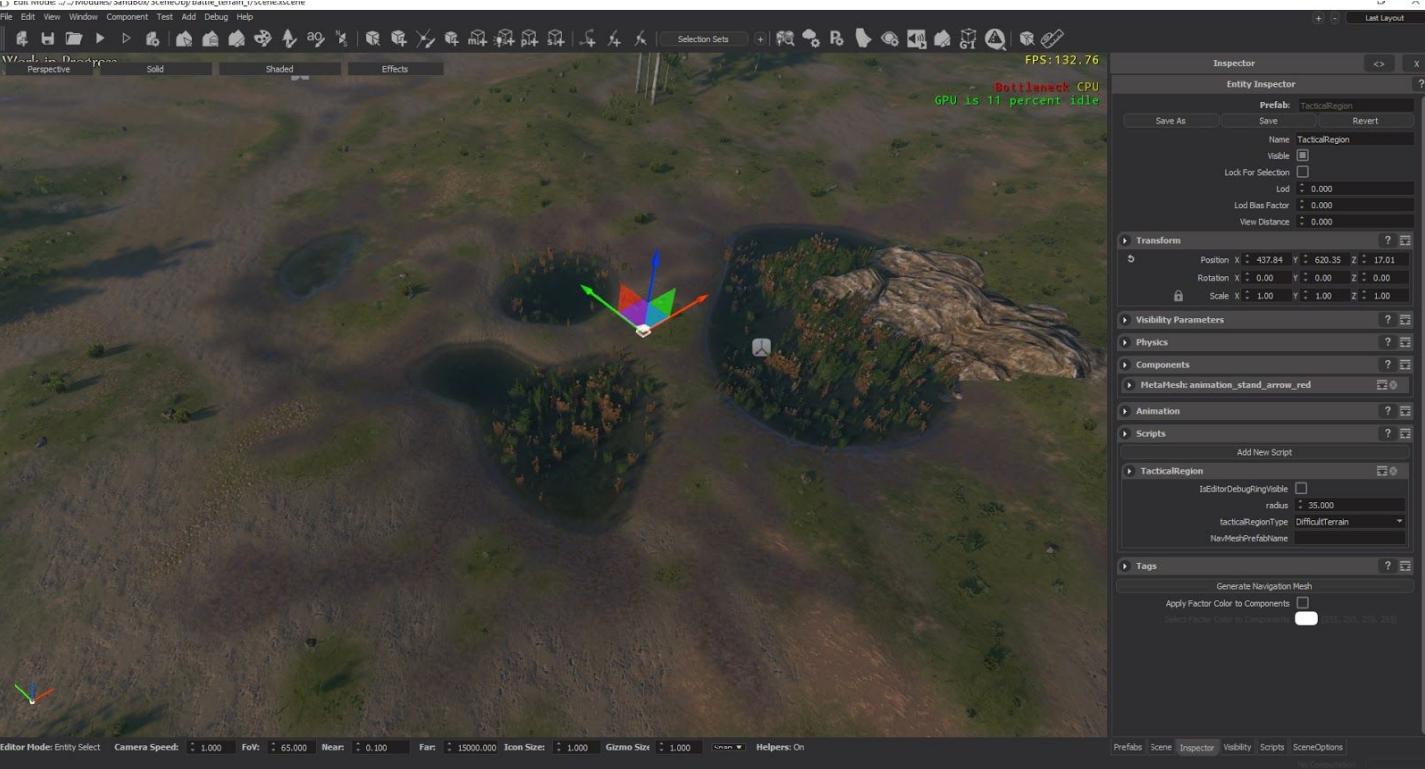 Edit Mode: ../../Modules/SandBox/SceneObj/battle_terrain_f/scene.xscene
File Edit View Window Component Test Add Debug Help
+ - Last Layout
Selection Sets +
Work in Progress
Perspective Solid Shaded Effects
FPS:132.76
Bottleneck CPU
GPU is 11 percent idle
Inspector <> X
Entity Inspector ?
Prefab: TacticalRegion
Save As Save Revert
Name TacticalRegion
Visible
Lock For Selection
Lod 0.000
Lod Bias Factor 0.000
View Distance 0.000
Transform ?
Position X 437.84 Y 620.35 Z 17.01
Rotation X 0.00 Y 0.00 Z 0.00
Scale X 1.00 Y 1.00 Z 1.00
Visibility Parameters ?
Physics ?
Components ?
MetaMesh: animation_stand_arrow_red
Animation ?
Scripts ?
Add New Script
TacticalRegion
IsEditorDebugRingVisible
radius 35.000
tacticalRegionType DifficultTerrain
NavMeshPrefabName
Tags ?
Generate Navigation Mesh
Apply Factor Color to Components
Select Factor Color to Components (255, 255, 255, 255)
Editor Mode: Entity Select Camera Speed: 1.000 FoV: 65.000 Near: 0.100 Far: 15000.000 Icon Size: 1.000 Gizmo Size 1.000 Snap Helpers: On
Prefabs Scene Inspector Visibility Scripts SceneOptions
No Computation